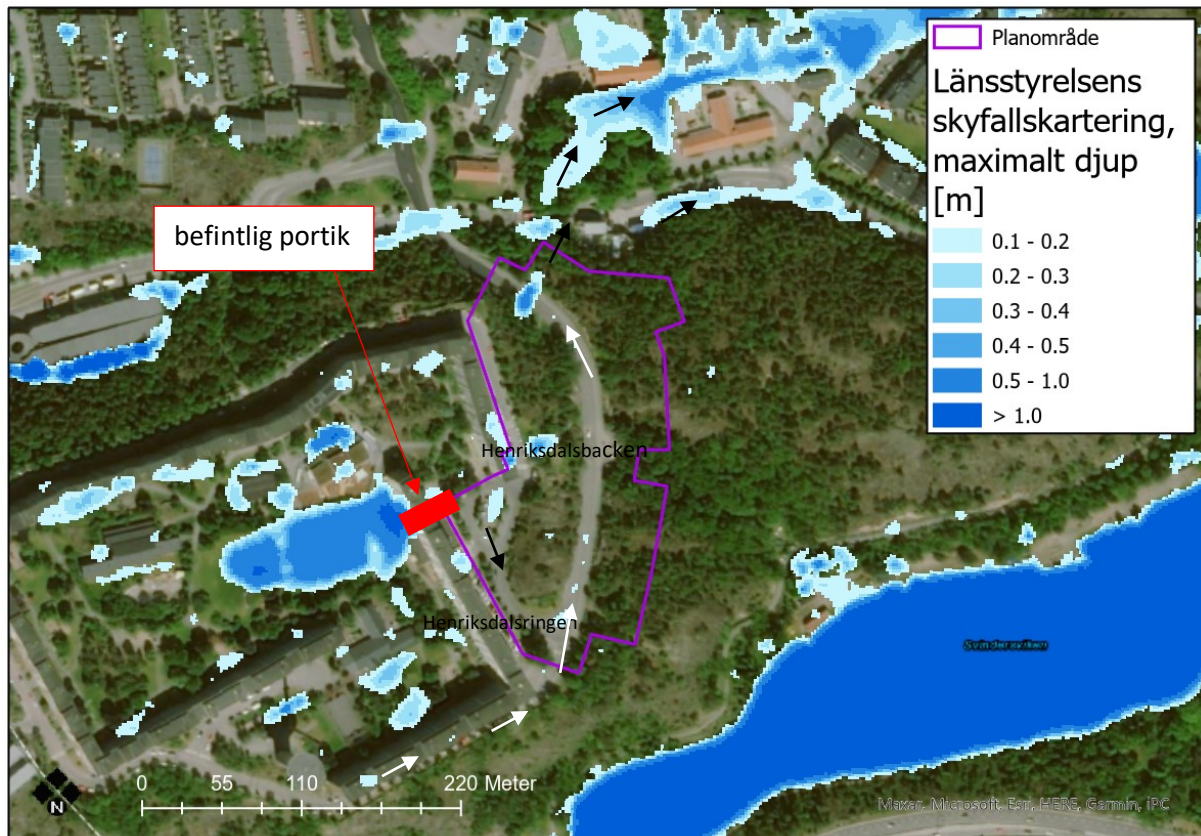 Planområde
Länsstyrelsens
skyfallskartering,
maximalt djup
[m]
0.1 - 0.2
0.2 - 0.3
0.3 - 0.4
0.4 - 0.5
0.5 - 1.0
> 1.0
befintlig portik
Henriksdalsbacken
Henriksdalsringen
Svindersviken
0 55 110 220 Meter
N
Maxar, Microsoft, Esri, HERE, Garmin, iPC